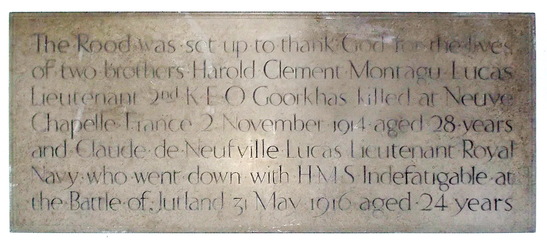 The Rood was set up to thank God for the lives
of two brothers Harold Clement Montagu Lucas
Lieutenant 2nd K·E·O Goorkhas killed at Neuve
Chapelle·France 2 November 1914·aged 28·years
and·Claude·de·Neufville·Lucas Lieutenant Royal
Navy·who·went down·with H·M·S Indefatigable·at
the·Battle·of·Jutland 31 May 1916 aged·24 years